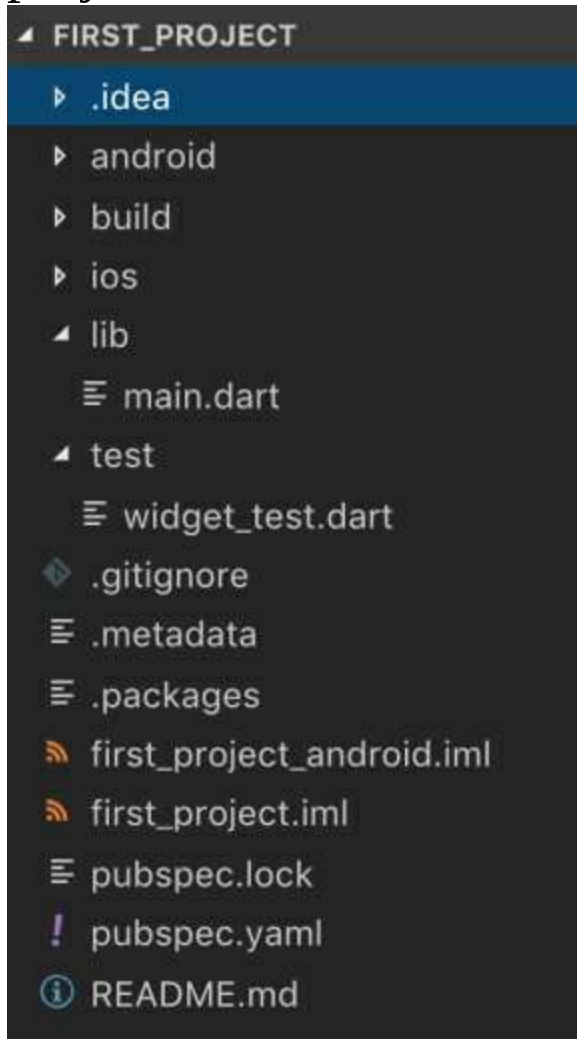 FIRST_PROJECT
.idea
android
build
ios
lib
main.dart
test
widget_test.dart
.gitignore
.metadata
.packages
first_project_android.iml
first_project.iml
pubspec.lock
pubspec.yaml
README.md